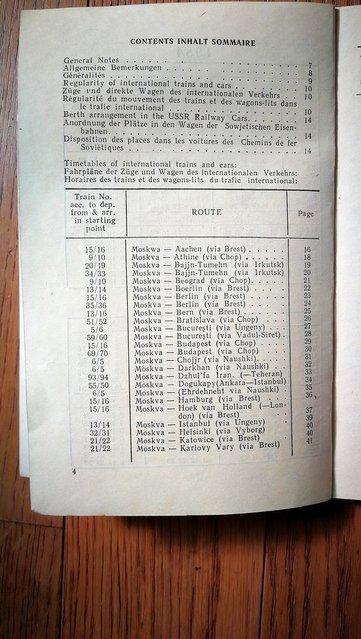 CONTENTS INHALT SOMMAIRE
General Notes . . . 7
Allgemeine Bemerkungen . . . 8
Généralités . . . 9
Regularity of international trains and cars . . . 10
Züge und direkte Wagen des internationalen Verkehrs . 10
Régularité du mouvement des trains et des wagons-lits dans
le trafic international . . . 10
Berth arrangement in the USSR Railway Cars. . . 14
Anordnung der Plätze in den Wagen der Sowjetischen Eisen-
bahnen. . . . 14
Disposition des places dans les voitures des Chemins de fer
Soviétiques . . . 14
Timetables of international trains and cars:
Fahrpläne der Züge und Wagen des internationalen Verkehrs:
Horaires des trains et des wagons-lits du trafic international:
Train No.
acc. to dep.
from & arr.
in starting
point
ROUTE
Page
15/16 Moskwa — Aachen (via Brest) . . . . 16
9/10 Moskva — Athine (via Chop) . . . . 18
20/19 Moskva — Bajjn-Tumehn (via Irkutsk) 19
34/33 Moskva — Bajjn-Tumehn (via Irkutsk) 20
9/10 Moskva — Beograd (via Chop) . . . . 21
13/14 Moskva — Boerlin (via Brest) . . . . 22
15/16 Moskva — Berlin (via Brest) . . . . 23
35/36 Moskva — Berlin (via Brest) . . . . 24
13/16 Moskva — Bern (via Brest) . . . . 25
51/52 Moskva — Bratislava (via Chop) . . . 26
5/6 Moskva — Bucureşti (via Ungeny) . . 27
59/60 Moskva — Bucureşti (via Vadul-Siret) . 28
15/16 Moskva — Budapest (via Chop) . . . 29
69/70 Moskva — Budapest (via Chop) . . . 30
6/5 Moskva — Chojjr (via Naushki) . . . 31
6/5 Moskva — Darkhan (via Naushki) . . 32
93/94 Moskva — Dzhul'fa Iran. (—Teheran) 33
55/50 Moskva — Dogukapy(Ankara—Istanbul) 34
6/5 Moskva — (Ehrdehneht via Naushki) . 35
15/16 Moskva — Hamburg (via Brest) . . . 36
15/16 Moskva — Hoek van Holland (—Lon-
don) (via Brest) . . . . 37
13/14 Moskva — Istanbul (via Ungeny) . . 39
32/31 Moskva — Helsinki (via Vyborg) . . 40
21/22 Moskva — Katowice (via Brest) . . . 40
21/22 Moskva — Karlovy Vary (via Brest) . . 41
4